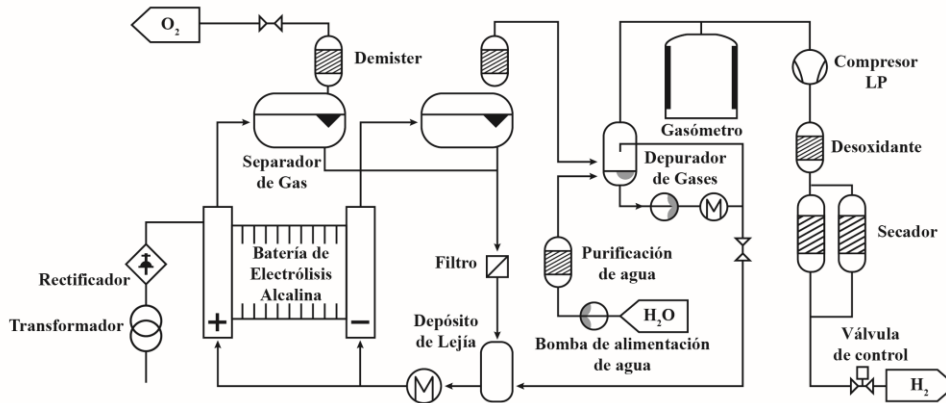 O₂
Demister
Separador
de Gas
Gasómetro
Compresor
LP
Desoxidante
Depurador
de Gases
Secador
Rectificador
Batería de
Electrólisis
Alcalina
Transformador
+
−
Filtro
Depósito
de Lejía
M
Purificación
de agua
H₂O
Bomba de alimentación
de agua
M
Válvula
de control
H₂